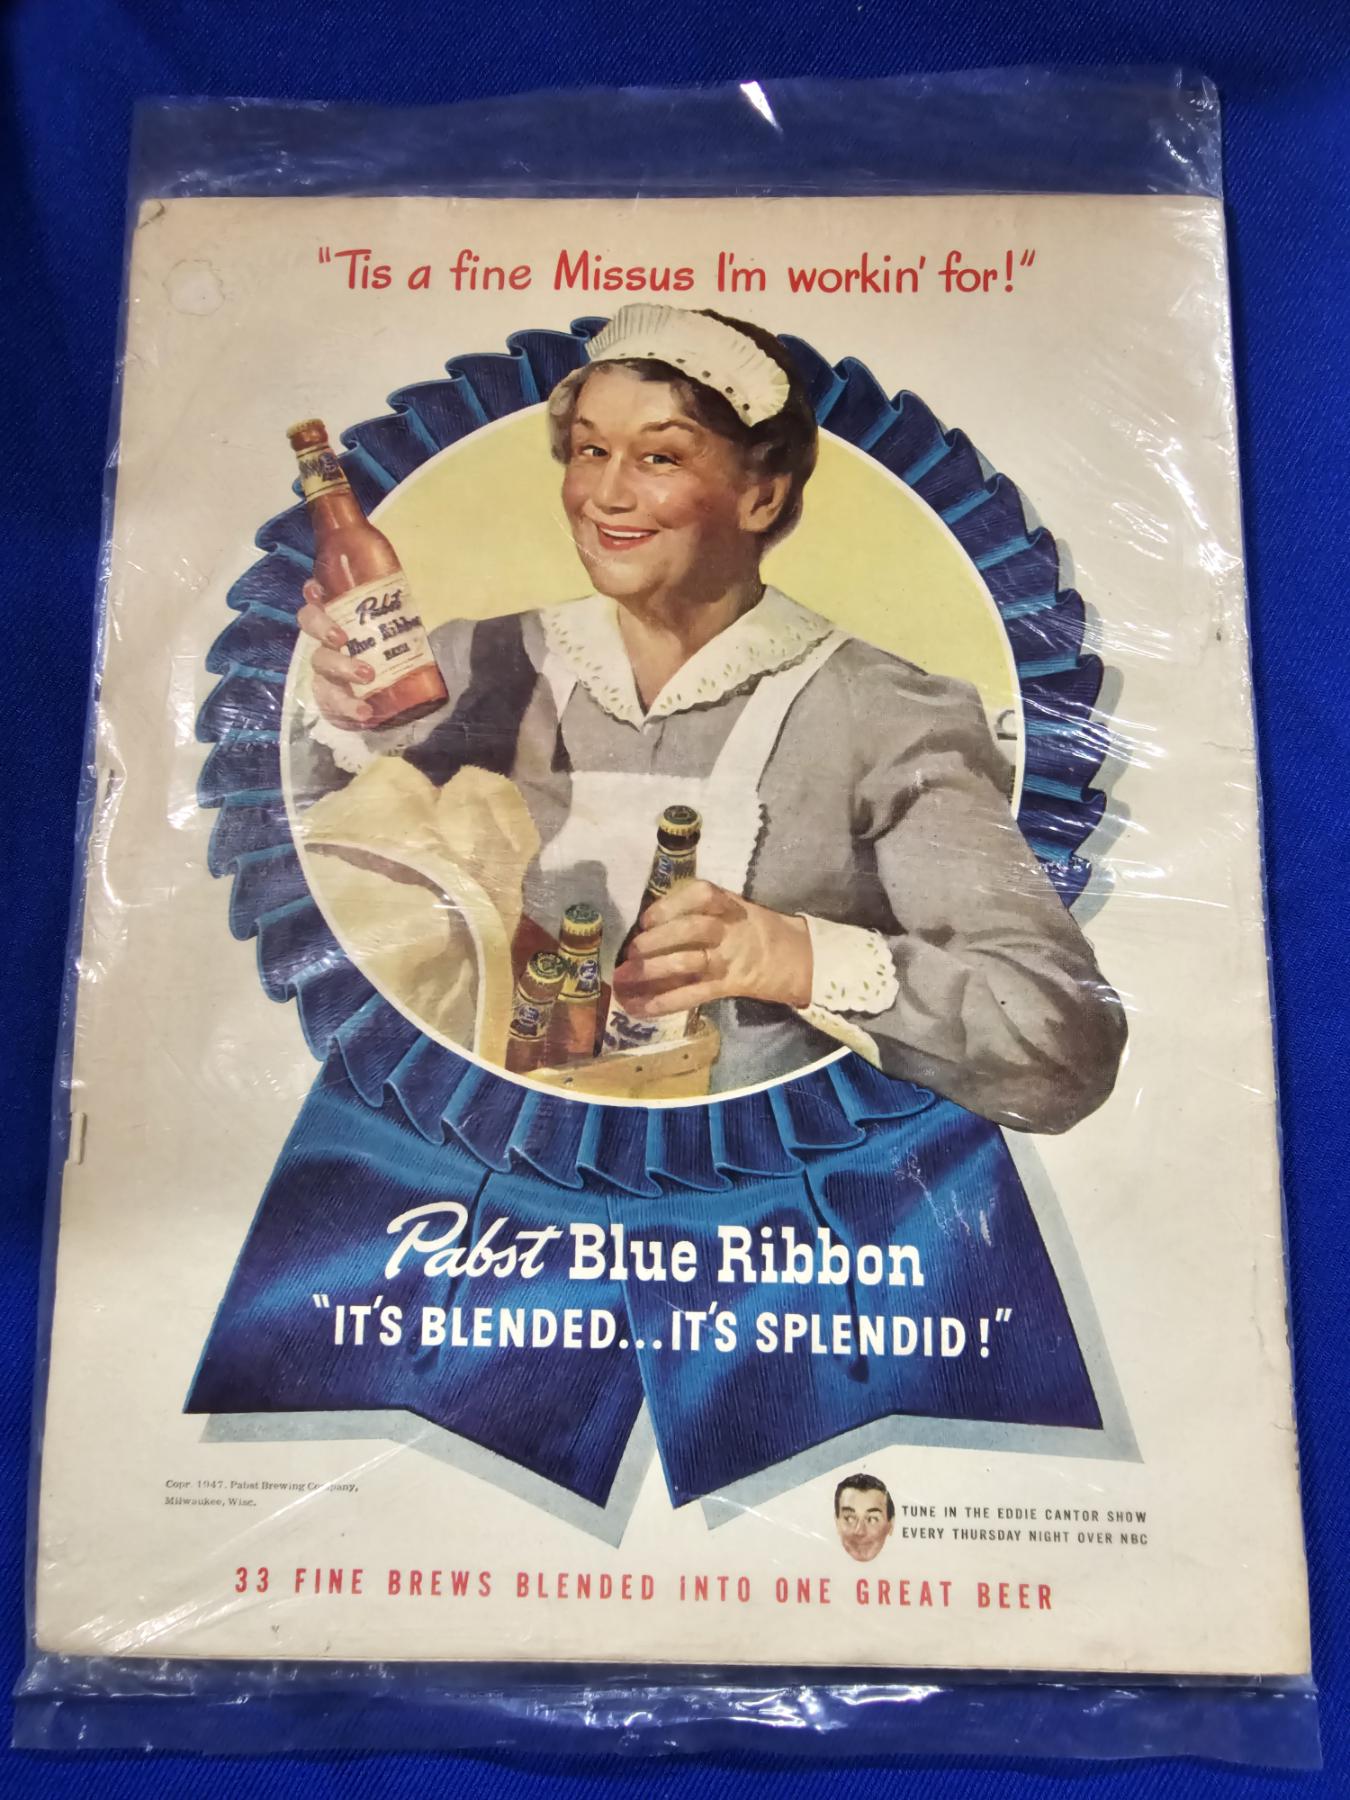 "Tis a fine Missus I'm workin' for!"
Pabst
Blue Ribbon
BEER
Pabst
Pabst Blue Ribbon
"IT'S BLENDED...IT'S SPLENDID!"
Copr. 1947, Pabst Brewing Company,
Milwaukee, Wisc.
TUNE IN THE EDDIE CANTOR SHOW
EVERY THURSDAY NIGHT OVER NBC
33 FINE BREWS BLENDED INTO ONE GREAT BEER